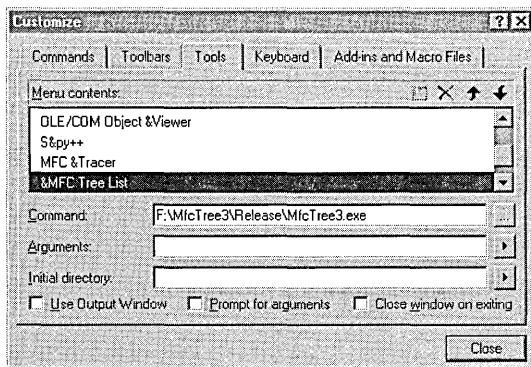 Customize
Commands Toolbars Tools Keyboard Add-ins and Macro Files
Menu contents:
OLE/COM Object &Viewer
S&py++
MFC &Tracer
&MFC Tree List
Command: F:\MfcTree3\Release\MfcTree3.exe ...
Arguments:
Initial directory:
Use Output Window Prompt for arguments Close window on exiting
Close